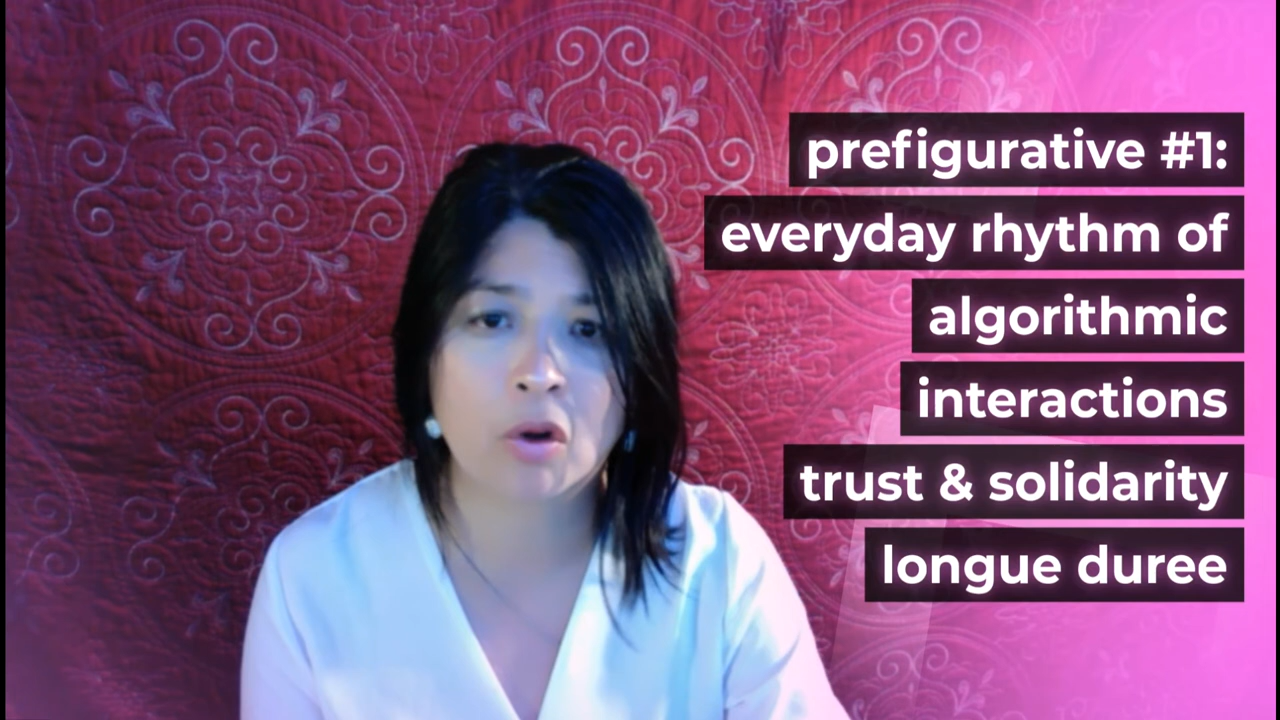 prefigurative #1:
everyday rhythm of
algorithmic
interactions
trust & solidarity
longue duree